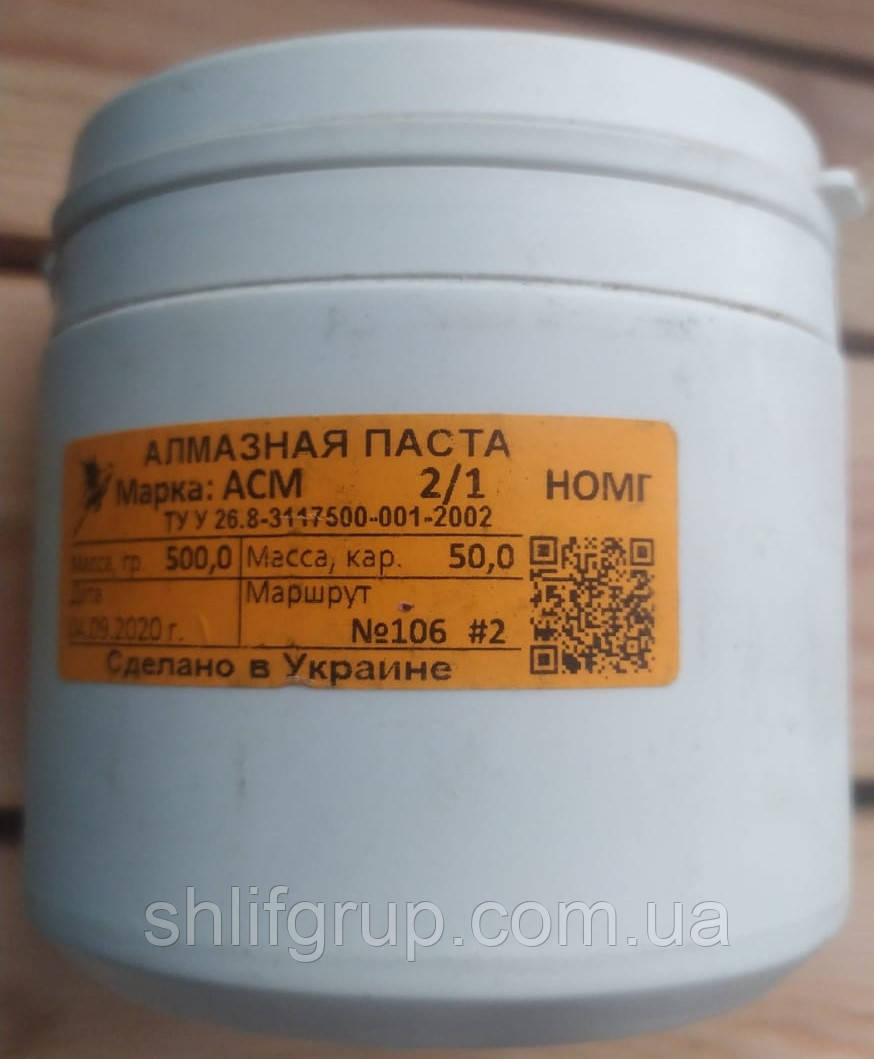 АЛМАЗНАЯ ПАСТА
Марка: АСМ 2/1 НОМГ
ТУ У 26.8-3117500-001-2002
Масса, гр. 500,0 Масса, кар. 50,0
Дата Маршрут
04.09.2020 г. №106 #2
Сделано в Украине
shlifgrup.com.ua